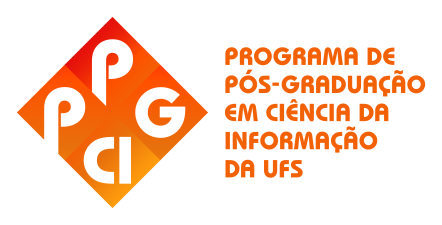 P
P G
CI
PROGRAMA DE
PÓS-GRADUAÇÃO
EM CIÊNCIA DA
INFORMAÇÃO
DA UFS